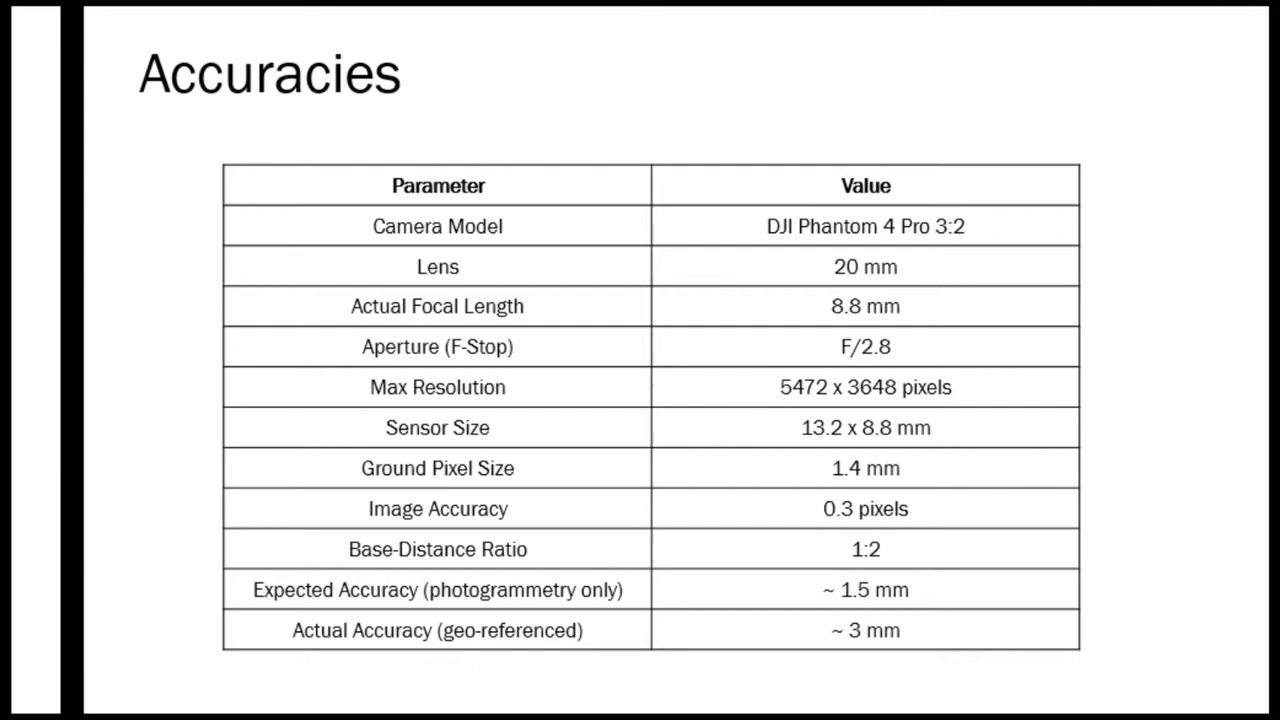 Accuracies
Parameter Value
Camera Model DJI Phantom 4 Pro 3:2
Lens 20 mm
Actual Focal Length 8.8 mm
Aperture (F-Stop) F/2.8
Max Resolution 5472 x 3648 pixels
Sensor Size 13.2 x 8.8 mm
Ground Pixel Size 1.4 mm
Image Accuracy 0.3 pixels
Base-Distance Ratio 1:2
Expected Accuracy (photogrammetry only) ~ 1.5 mm
Actual Accuracy (geo-referenced) ~ 3 mm